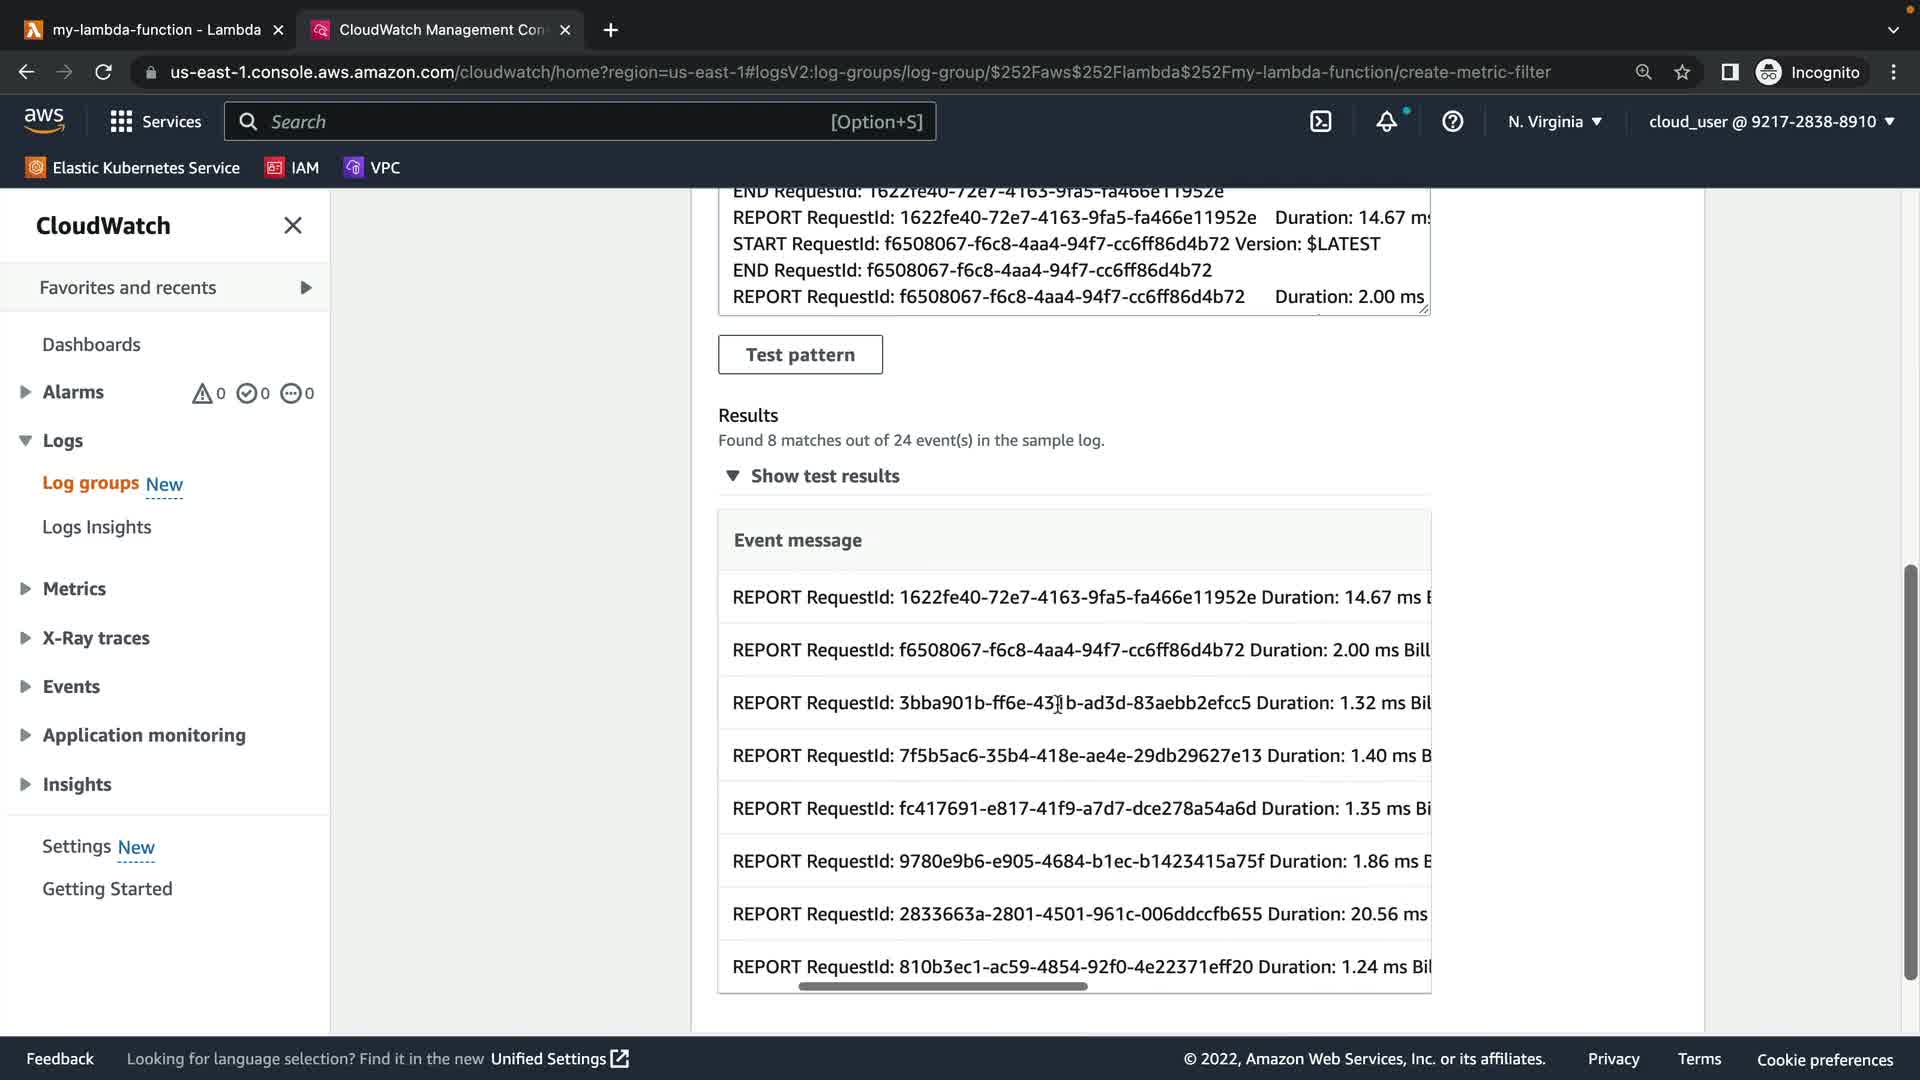 my-lambda-function - Lambda
CloudWatch Management Con
us-east-1.console.aws.amazon.com/cloudwatch/home?region=us-east-1#logsV2:log-groups/log-group/$252Faws$252Flambda$252Fmy-lambda-function/create-metric-filter
Incognito
aws
Services
Search
[Option+S]
N. Virginia
cloud_user @ 9217-2838-8910
Elastic Kubernetes Service
IAM
VPC
CloudWatch
Favorites and recents
Dashboards
Alarms
0
0
0
Logs
Log groups New
Logs Insights
Metrics
X-Ray traces
Events
Application monitoring
Insights
Settings New
Getting Started
END RequestId: 1622fe40-72e7-4163-9fa5-fa466e11952e
REPORT RequestId: 1622fe40-72e7-4163-9fa5-fa466e11952e Duration: 14.67 ms
START RequestId: f6508067-f6c8-4aa4-94f7-cc6ff86d4b72 Version: $LATEST
END RequestId: f6508067-f6c8-4aa4-94f7-cc6ff86d4b72
REPORT RequestId: f6508067-f6c8-4aa4-94f7-cc6ff86d4b72 Duration: 2.00 ms
Test pattern
Results
Found 8 matches out of 24 event(s) in the sample log.
Show test results
Event message
REPORT RequestId: 1622fe40-72e7-4163-9fa5-fa466e11952e Duration: 14.67 ms
REPORT RequestId: f6508067-f6c8-4aa4-94f7-cc6ff86d4b72 Duration: 2.00 ms Bill
REPORT RequestId: 3bba901b-ff6e-431b-ad3d-83aebb2efcc5 Duration: 1.32 ms Bil
REPORT RequestId: 7f5b5ac6-35b4-418e-ae4e-29db29627e13 Duration: 1.40 ms B
REPORT RequestId: fc417691-e817-41f9-a7d7-dce278a54a6d Duration: 1.35 ms Bi
REPORT RequestId: 9780e9b6-e905-4684-b1ec-b1423415a75f Duration: 1.86 ms B
REPORT RequestId: 2833663a-2801-4501-961c-006ddccfb655 Duration: 20.56 ms
REPORT RequestId: 810b3ec1-ac59-4854-92f0-4e22371eff20 Duration: 1.24 ms Bil
Feedback
Looking for language selection? Find it in the new Unified Settings
© 2022, Amazon Web Services, Inc. or its affiliates.
Privacy
Terms
Cookie preferences